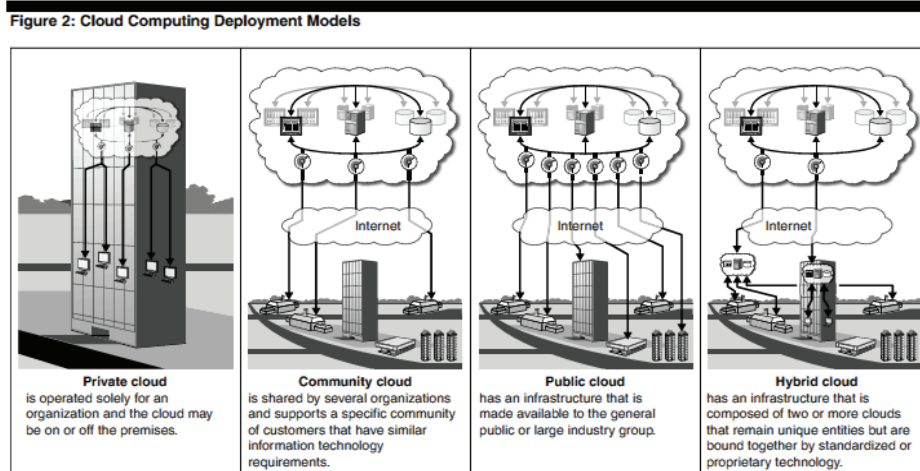 Figure 2: Cloud Computing Deployment Models
Private cloud
is operated solely for an
organization and the cloud may
be on or off the premises.
Internet
Community cloud
is shared by several organizations
and supports a specific community
of customers that have similar
information technology
requirements.
Internet
Public cloud
has an infrastructure that is
made available to the general
public or large industry group.
Internet
Hybrid cloud
has an infrastructure that is
composed of two or more clouds
that remain unique entities but are
bound together by standardized or
proprietary technology.